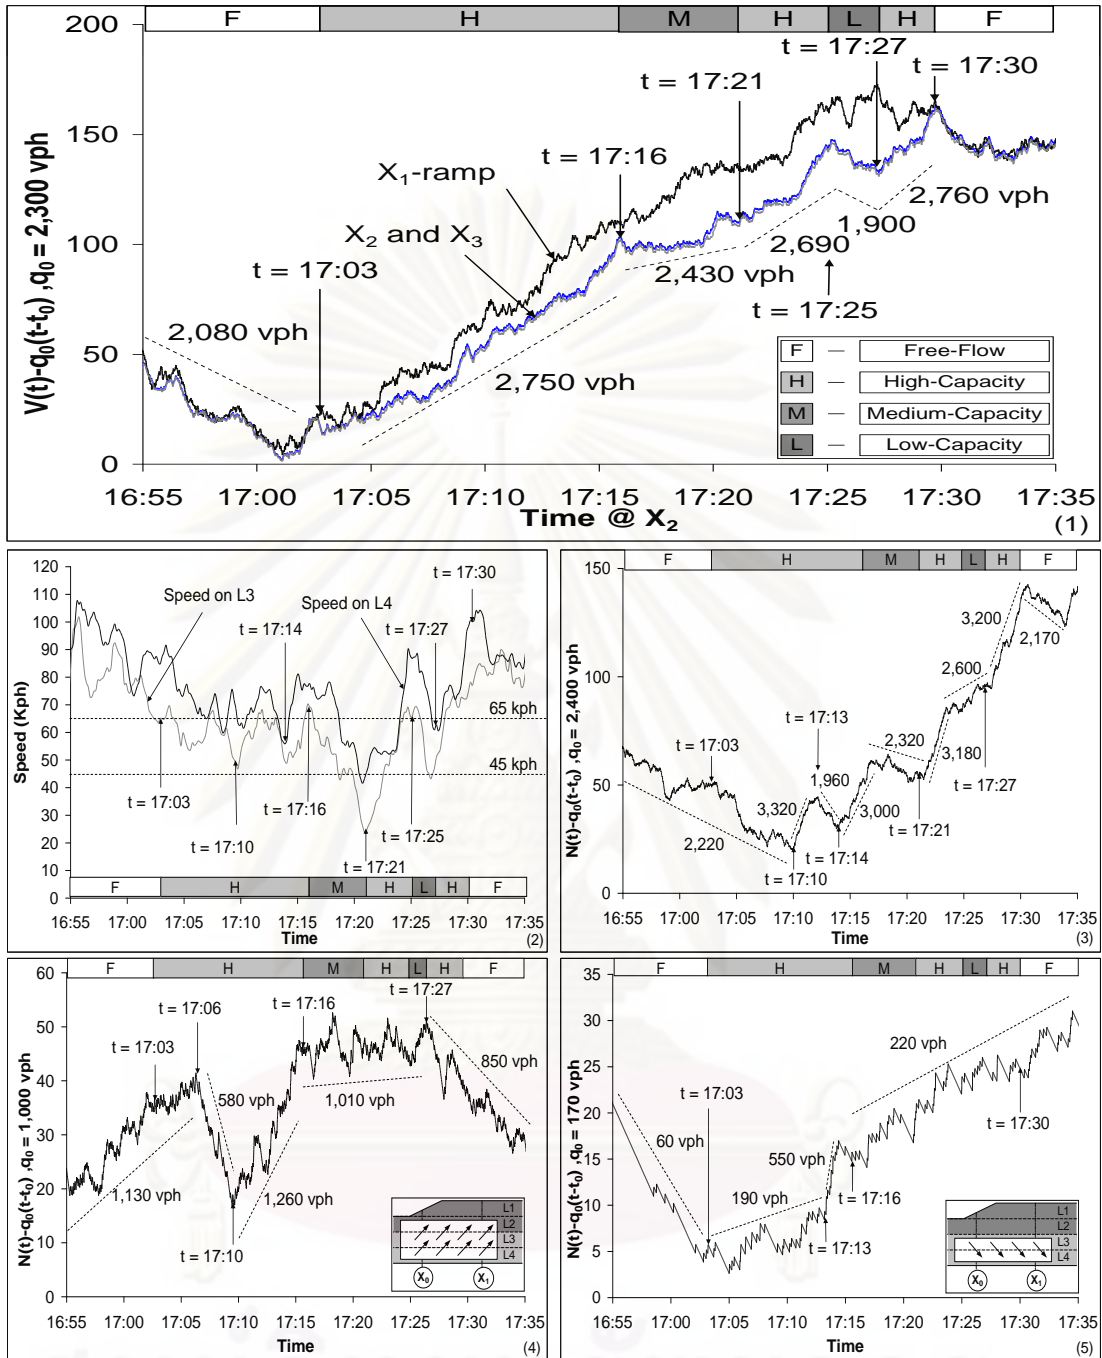 F H M H L H F
200
150
100
50
0
V(t)-q₀(t-t₀) ,q₀ = 2,300 vph
t = 17:27
t = 17:30
t = 17:21
t = 17:16
X₁-ramp
X₂ and X₃
t = 17:03
2,080 vph
2,750 vph
2,430 vph
2,690
1,900
2,760 vph
t = 17:25
F — Free-Flow
H — High-Capacity
M — Medium-Capacity
L — Low-Capacity
16:55 17:00 17:05 17:10 17:15 17:20 17:25 17:30 17:35
Time @ X₂
(1)
120
110
100
90
80
70
60
50
40
30
20
10
0
Speed (Kph)
t = 17:30
Speed on L3
Speed on L4
t = 17:14
t = 17:27
65 kph
45 kph
t = 17:03
t = 17:16
t = 17:25
t = 17:10
t = 17:21
F H M H L H F
16:55 17:00 17:05 17:10 17:15 17:20 17:25 17:30 17:35
Time
(2)
F H M H L H F
150
100
50
0
N(t)-q₀(t-t₀) ,q₀ = 2,400 vph
3,200
2,170
2,600
t = 17:13
t = 17:03
2,320
1,960
3,180
3,320
3,000
t = 17:27
2,220
t = 17:21
t = 17:14
t = 17:10
16:55 17:00 17:05 17:10 17:15 17:20 17:25 17:30 17:35
Time
(3)
F H M H L H F
60
50
40
30
20
10
0
N(t)-q₀(t-t₀) ,q₀ = 1,000 vph
t = 17:27
t = 17:06
t = 17:16
t = 17:03
850 vph
580 vph
1,010 vph
1,130 vph
1,260 vph
t = 17:10
L1
L2
L3
L4
X₀ X₁
16:55 17:00 17:05 17:10 17:15 17:20 17:25 17:30 17:35
Time
(4)
F H M H L H F
35
30
25
20
15
10
5
0
N(t)-q₀(t-t₀) ,q₀ = 170 vph
220 vph
t = 17:03
t = 17:30
60 vph
550 vph
190 vph
t = 17:16
t = 17:13
L1
L2
L3
L4
X₀ X₁
16:55 17:00 17:05 17:10 17:15 17:20 17:25 17:30 17:35
Time
(5)